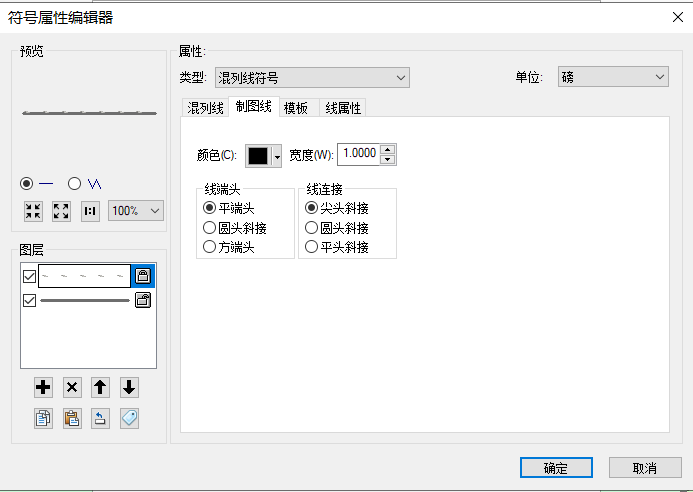 符号属性编辑器
预览
1:1
100%
图层
属性:
类型: 混列线符号
单位: 磅
混列线 制图线 模板 线属性
颜色(C): 宽度(W): 1.0000
线端头
平端头
圆头斜接
方端头
线连接
尖头斜接
圆头斜接
平头斜接
确定 取消